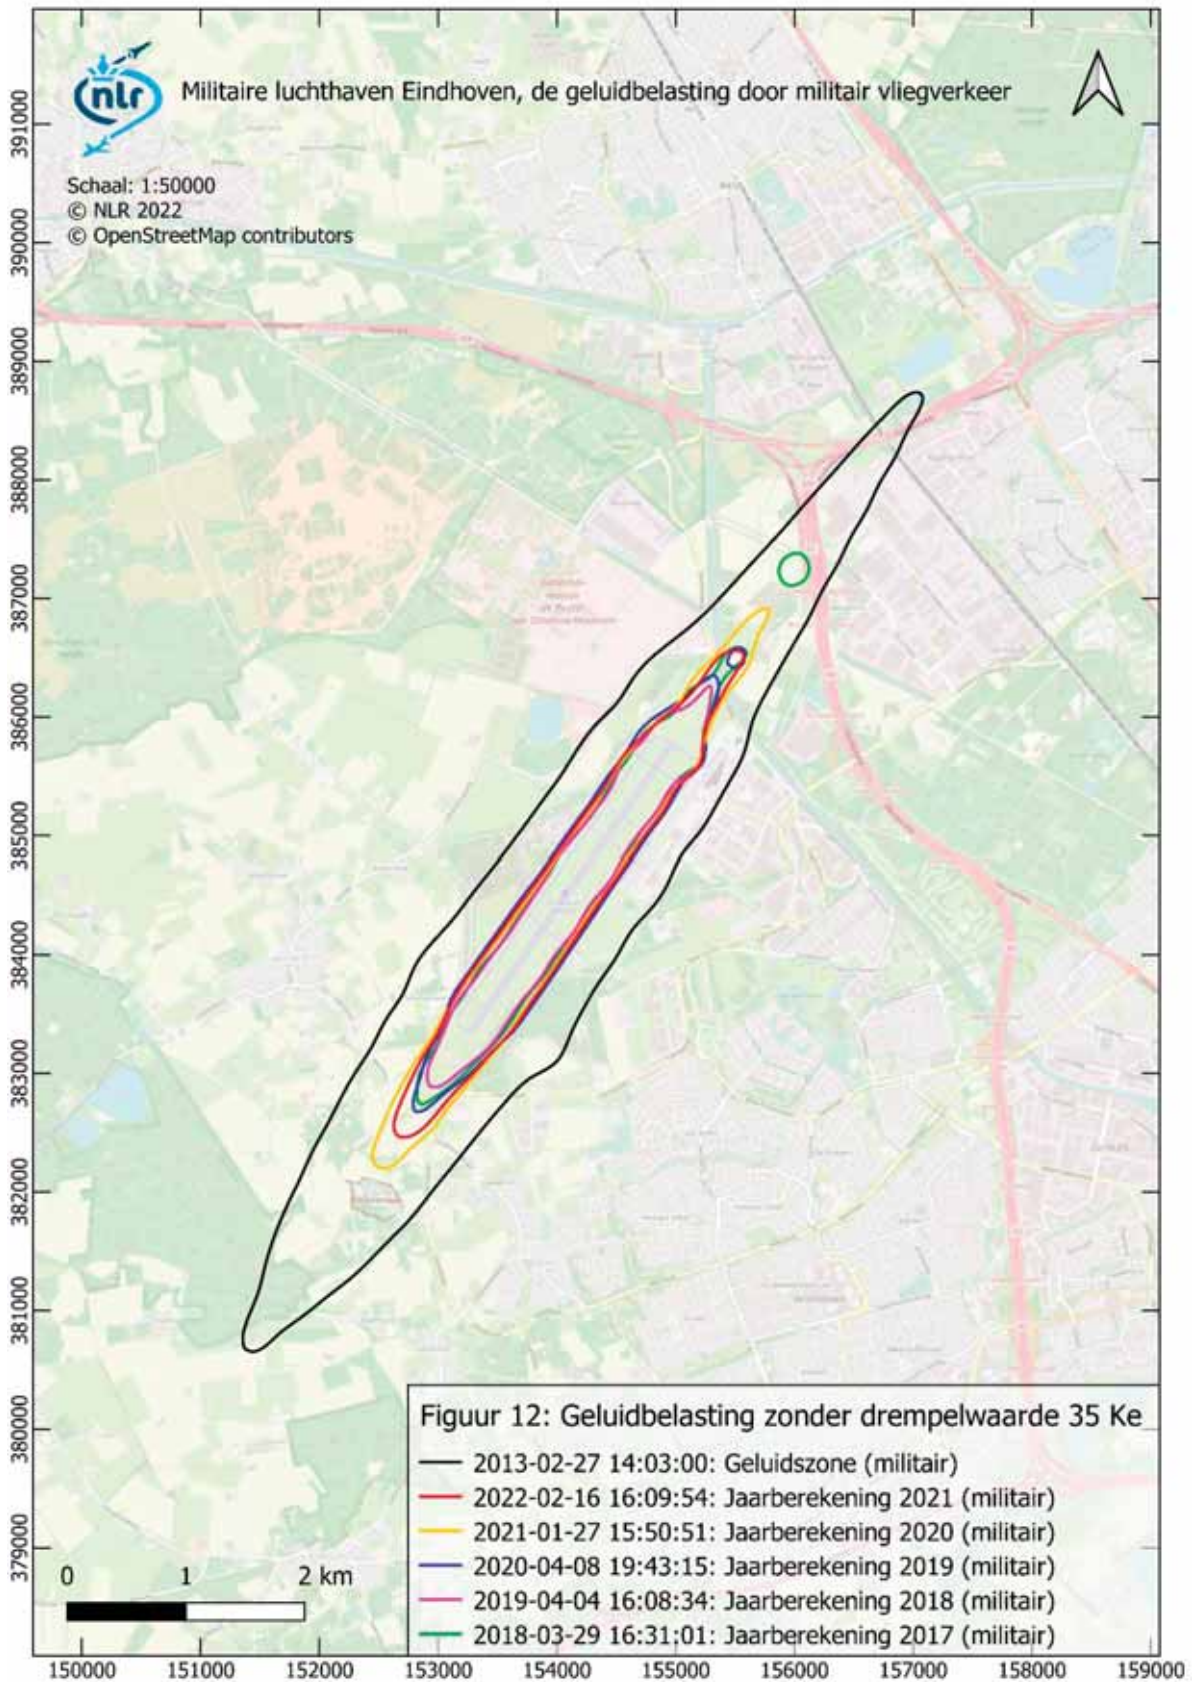 nlr
Militaire luchthaven Eindhoven, de geluidbelasting door militair vliegverkeer
Schaal: 1:50000
© NLR 2022
© OpenStreetMap contributors
391000
390000
389000
388000
387000
386000
385000
384000
383000
382000
381000
380000
379000
Figuur 12: Geluidbelasting zonder drempelwaarde 35 Ke
2013-02-27 14:03:00: Geluidszone (militair)
2022-02-16 16:09:54: Jaarberekening 2021 (militair)
2021-01-27 15:50:51: Jaarberekening 2020 (militair)
2020-04-08 19:43:15: Jaarberekening 2019 (militair)
2019-04-04 16:08:34: Jaarberekening 2018 (militair)
2018-03-29 16:31:01: Jaarberekening 2017 (militair)
0 1 2 km
150000 151000 152000 153000 154000 155000 156000 157000 158000 159000